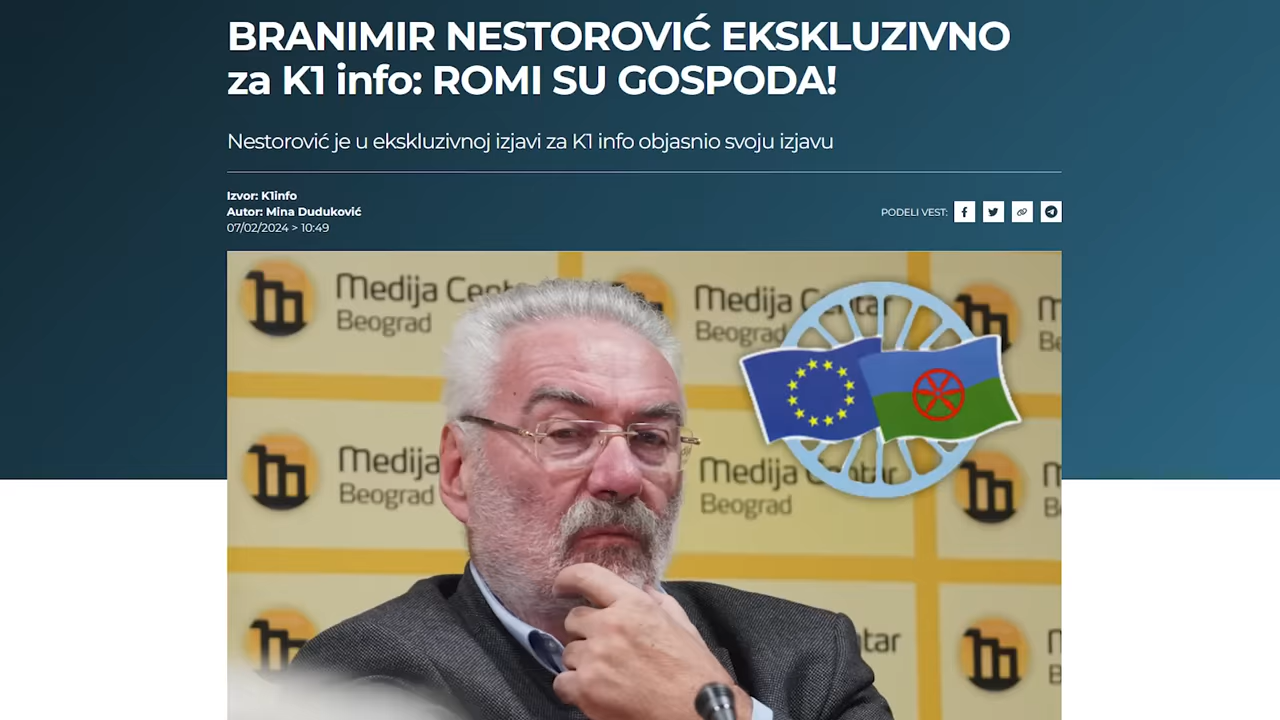 BRANIMIR NESTOROVIĆ EKSKLUZIVNO
za K1 info: ROMI SU GOSPODA!
Nestorović je u ekskluzivnoj izjavi za K1 info objasnio svoju izjavu
Izvor: K1info
Autor: Mina Duduković
07/02/2024 > 10:49
PODELI VEST:
Medija Centar
Beograd
Medija Centar
Beograd
Medija
Beograd
Medija Centar
Beograd